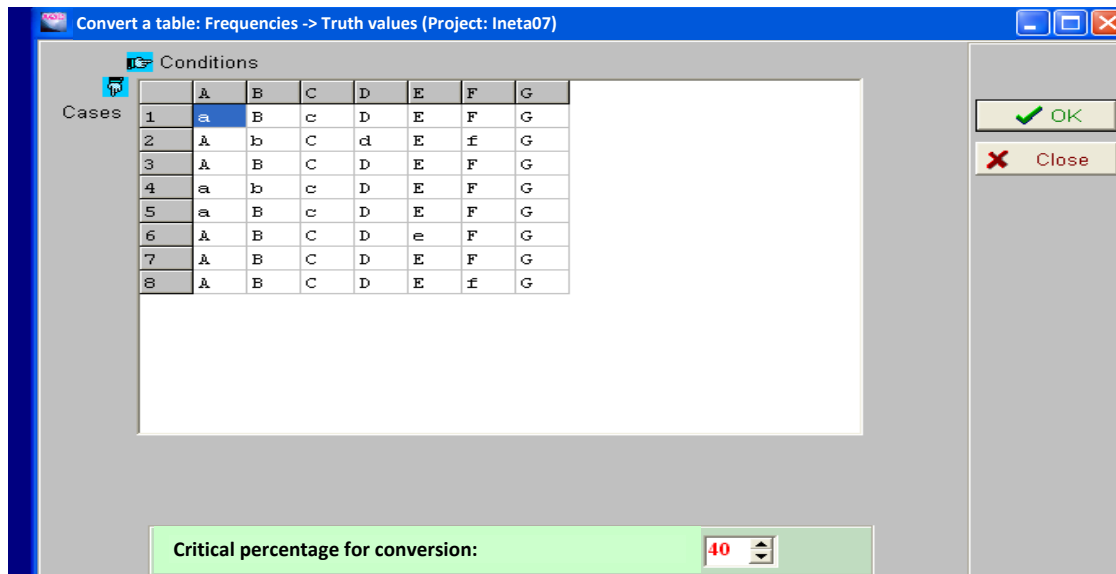 Convert a table: Frequencies -> Truth values (Project: Ineta07)
Conditions
Cases
A B C D E F G
1 a B c D E F G
2 A b C d E f G
3 A B C D E F G
4 a b c D E F G
5 a B c D E F G
6 A B C D e F G
7 A B C D E F G
8 A B C D E f G
OK
Close
Critical percentage for conversion: 40